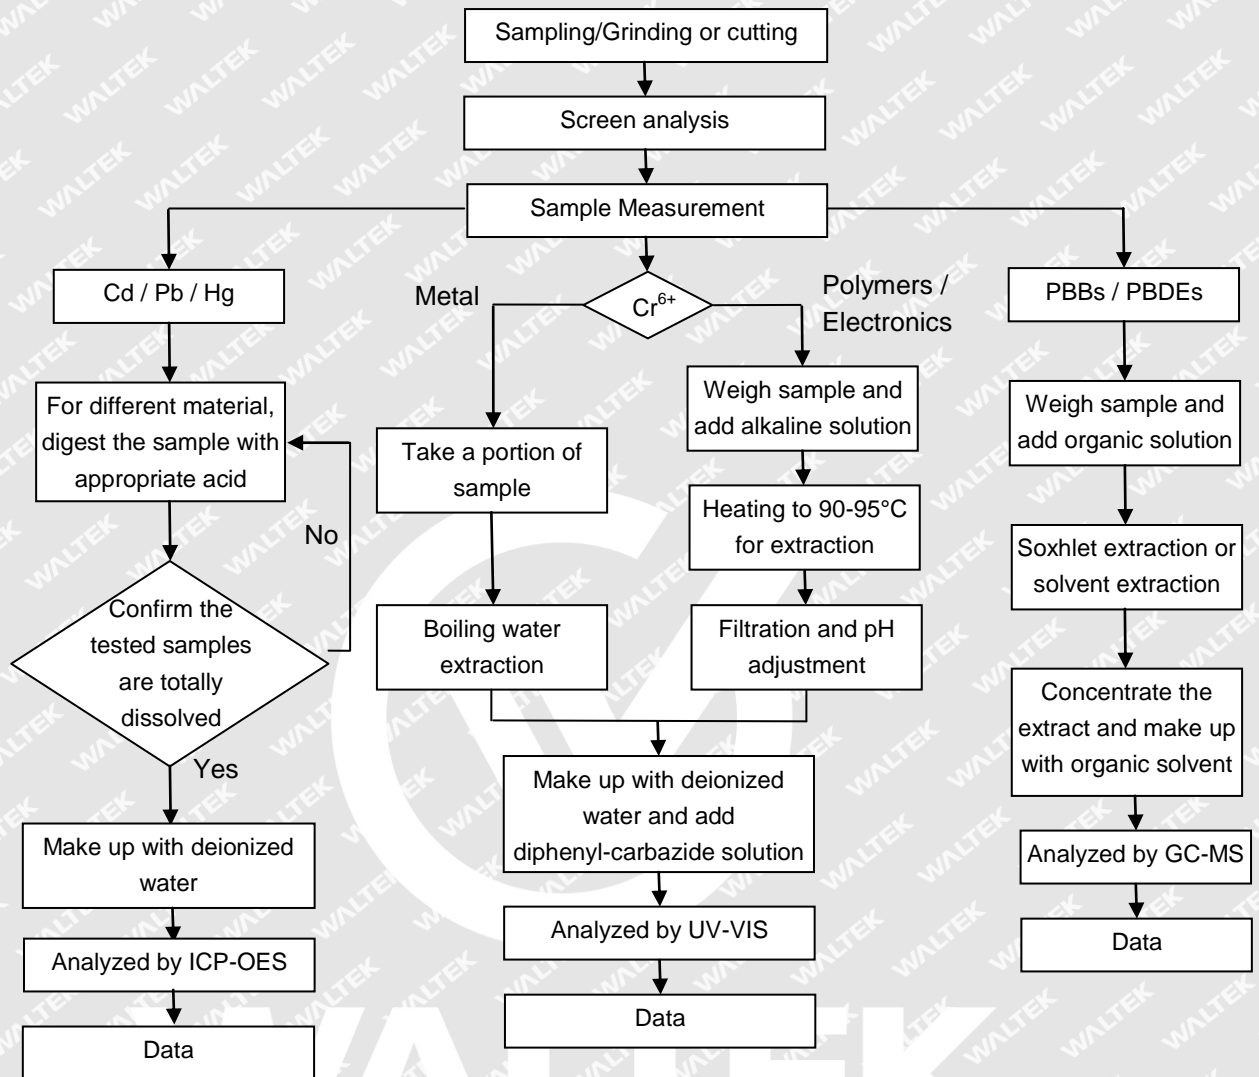 Sampling/Grinding or cutting
Screen analysis
Sample Measurement
Cd / Pb / Hg
For different material,
digest the sample with
appropriate acid
No
Confirm the
tested samples
are totally
dissolved
Yes
Make up with deionized
water
Analyzed by ICP-OES
Data
Cr6+
Metal
Take a portion of
sample
Boiling water
extraction
Polymers /
Electronics
Weigh sample and
add alkaline solution
Heating to 90-95°C
for extraction
Filtration and pH
adjustment
Make up with deionized
water and add
diphenyl-carbazide solution
Analyzed by UV-VIS
Data
PBBs / PBDEs
Weigh sample and
add organic solution
Soxhlet extraction or
solvent extraction
Concentrate the
extract and make up
with organic solvent
Analyzed by GC-MS
Data
WALTEK